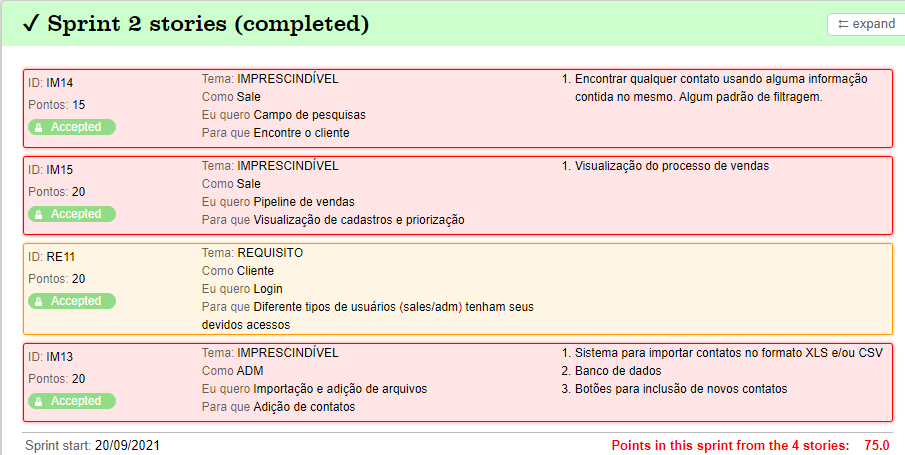 ✓ Sprint 2 stories (completed)
expand
ID: IM14
Pontos: 15
Accepted
Tema: IMPRESCINDÍVEL
Como Sale
Eu quero Campo de pesquisas
Para que Encontre o cliente
1. Encontrar qualquer contato usando alguma informação
contida no mesmo. Algum padrão de filtragem.
ID: IM15
Pontos: 20
Accepted
Tema: IMPRESCINDÍVEL
Como Sale
Eu quero Pipeline de vendas
Para que Visualização de cadastros e priorização
1. Visualização do processo de vendas
ID: RE11
Pontos: 20
Accepted
Tema: REQUISITO
Como Cliente
Eu quero Login
Para que Diferente tipos de usuários (sales/adm) tenham seus
devidos acessos
ID: IM13
Pontos: 20
Accepted
Tema: IMPRESCINDÍVEL
Como ADM
Eu quero Importação e adição de arquivos
Para que Adição de contatos
1. Sistema para importar contatos no formato XLS e/ou CSV
2. Banco de dados
3. Botões para inclusão de novos contatos
Sprint start: 20/09/2021
Points in this sprint from the 4 stories: 75.0